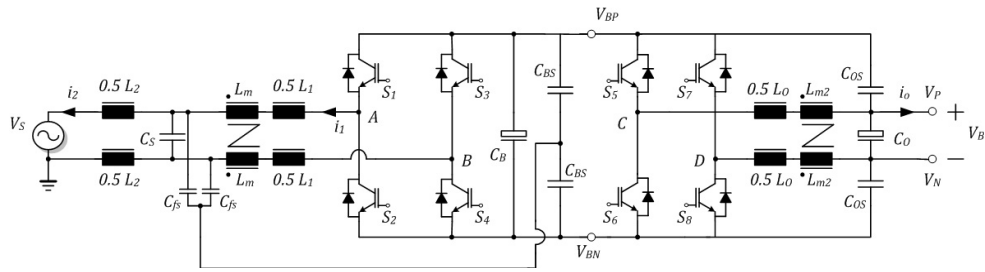 V_BP
i_2
0.5 L_2
L_m
0.5 L_1
S_1
S_3
C_BS
S_5
S_7
C_OS
0.5 L_O
L_m2
i_o
V_P
V_S
C_S
i_1
A
C
C_O
+
V_B
B
C_B
D
−
V_N
0.5 L_2
C_fs
C_fs
L_m
0.5 L_1
S_2
S_4
C_BS
S_6
S_8
0.5 L_O
L_m2
C_OS
V_BN